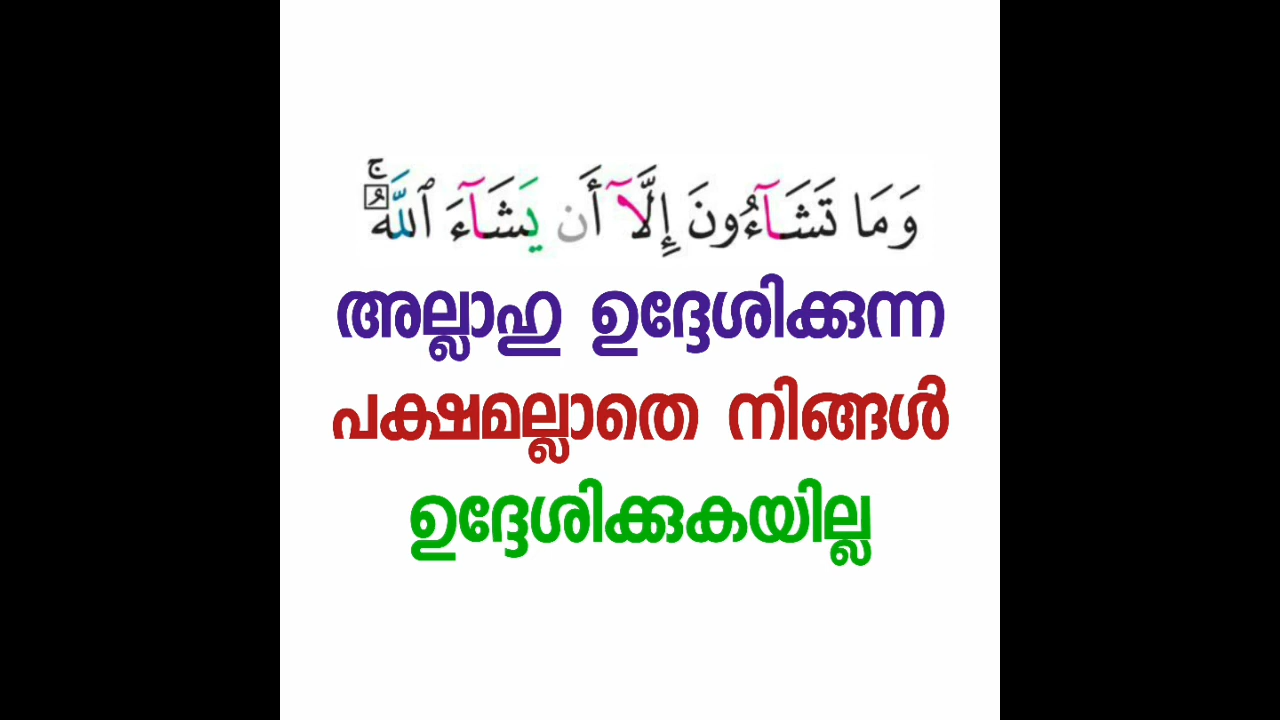 وَمَا تَشَآءُونَ إِلَّآ أَن يَشَآءَ ٱللَّهُ ۚ
അല്ലാഹു ഉദ്ദേശിക്കുന്ന
പക്ഷമല്ലാതെ നിങ്ങൾ
ഉദ്ദേശിക്കുകയില്ല